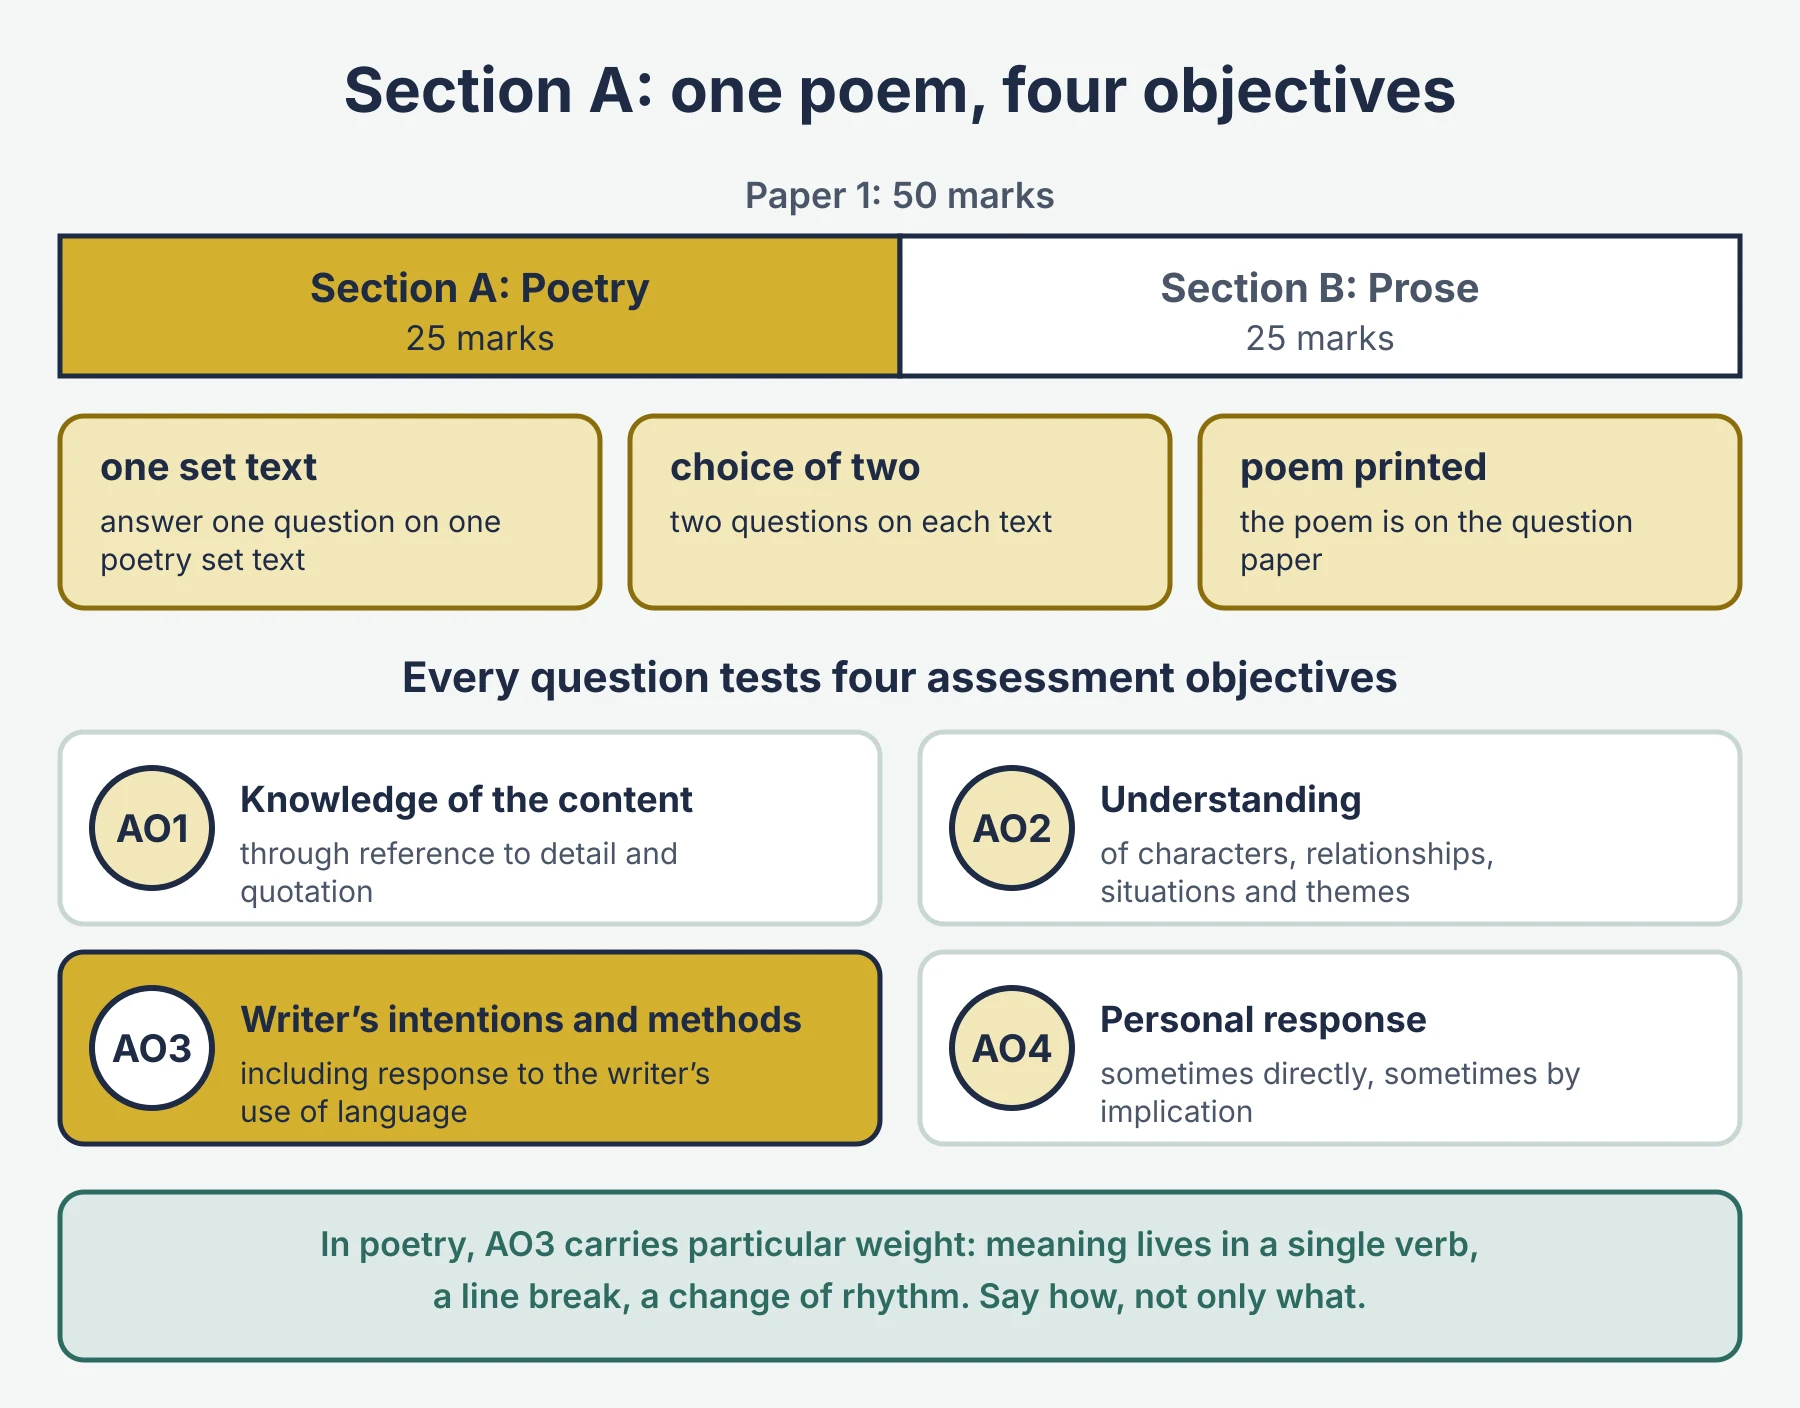 Section A: one poem, four objectives
Paper 1: 50 marks
Section A: Poetry
25 marks
Section B: Prose
25 marks
one set text
answer one question on one
poetry set text
choice of two
two questions on each text
poem printed
the poem is on the question
paper
Every question tests four assessment objectives
AO1
Knowledge of the content
through reference to detail and
quotation
AO2
Understanding
of characters, relationships,
situations and themes
AO3
Writer’s intentions and methods
including response to the writer’s
use of language
AO4
Personal response
sometimes directly, sometimes by
implication
In poetry, AO3 carries particular weight: meaning lives in a single verb,
a line break, a change of rhythm. Say how, not only what.